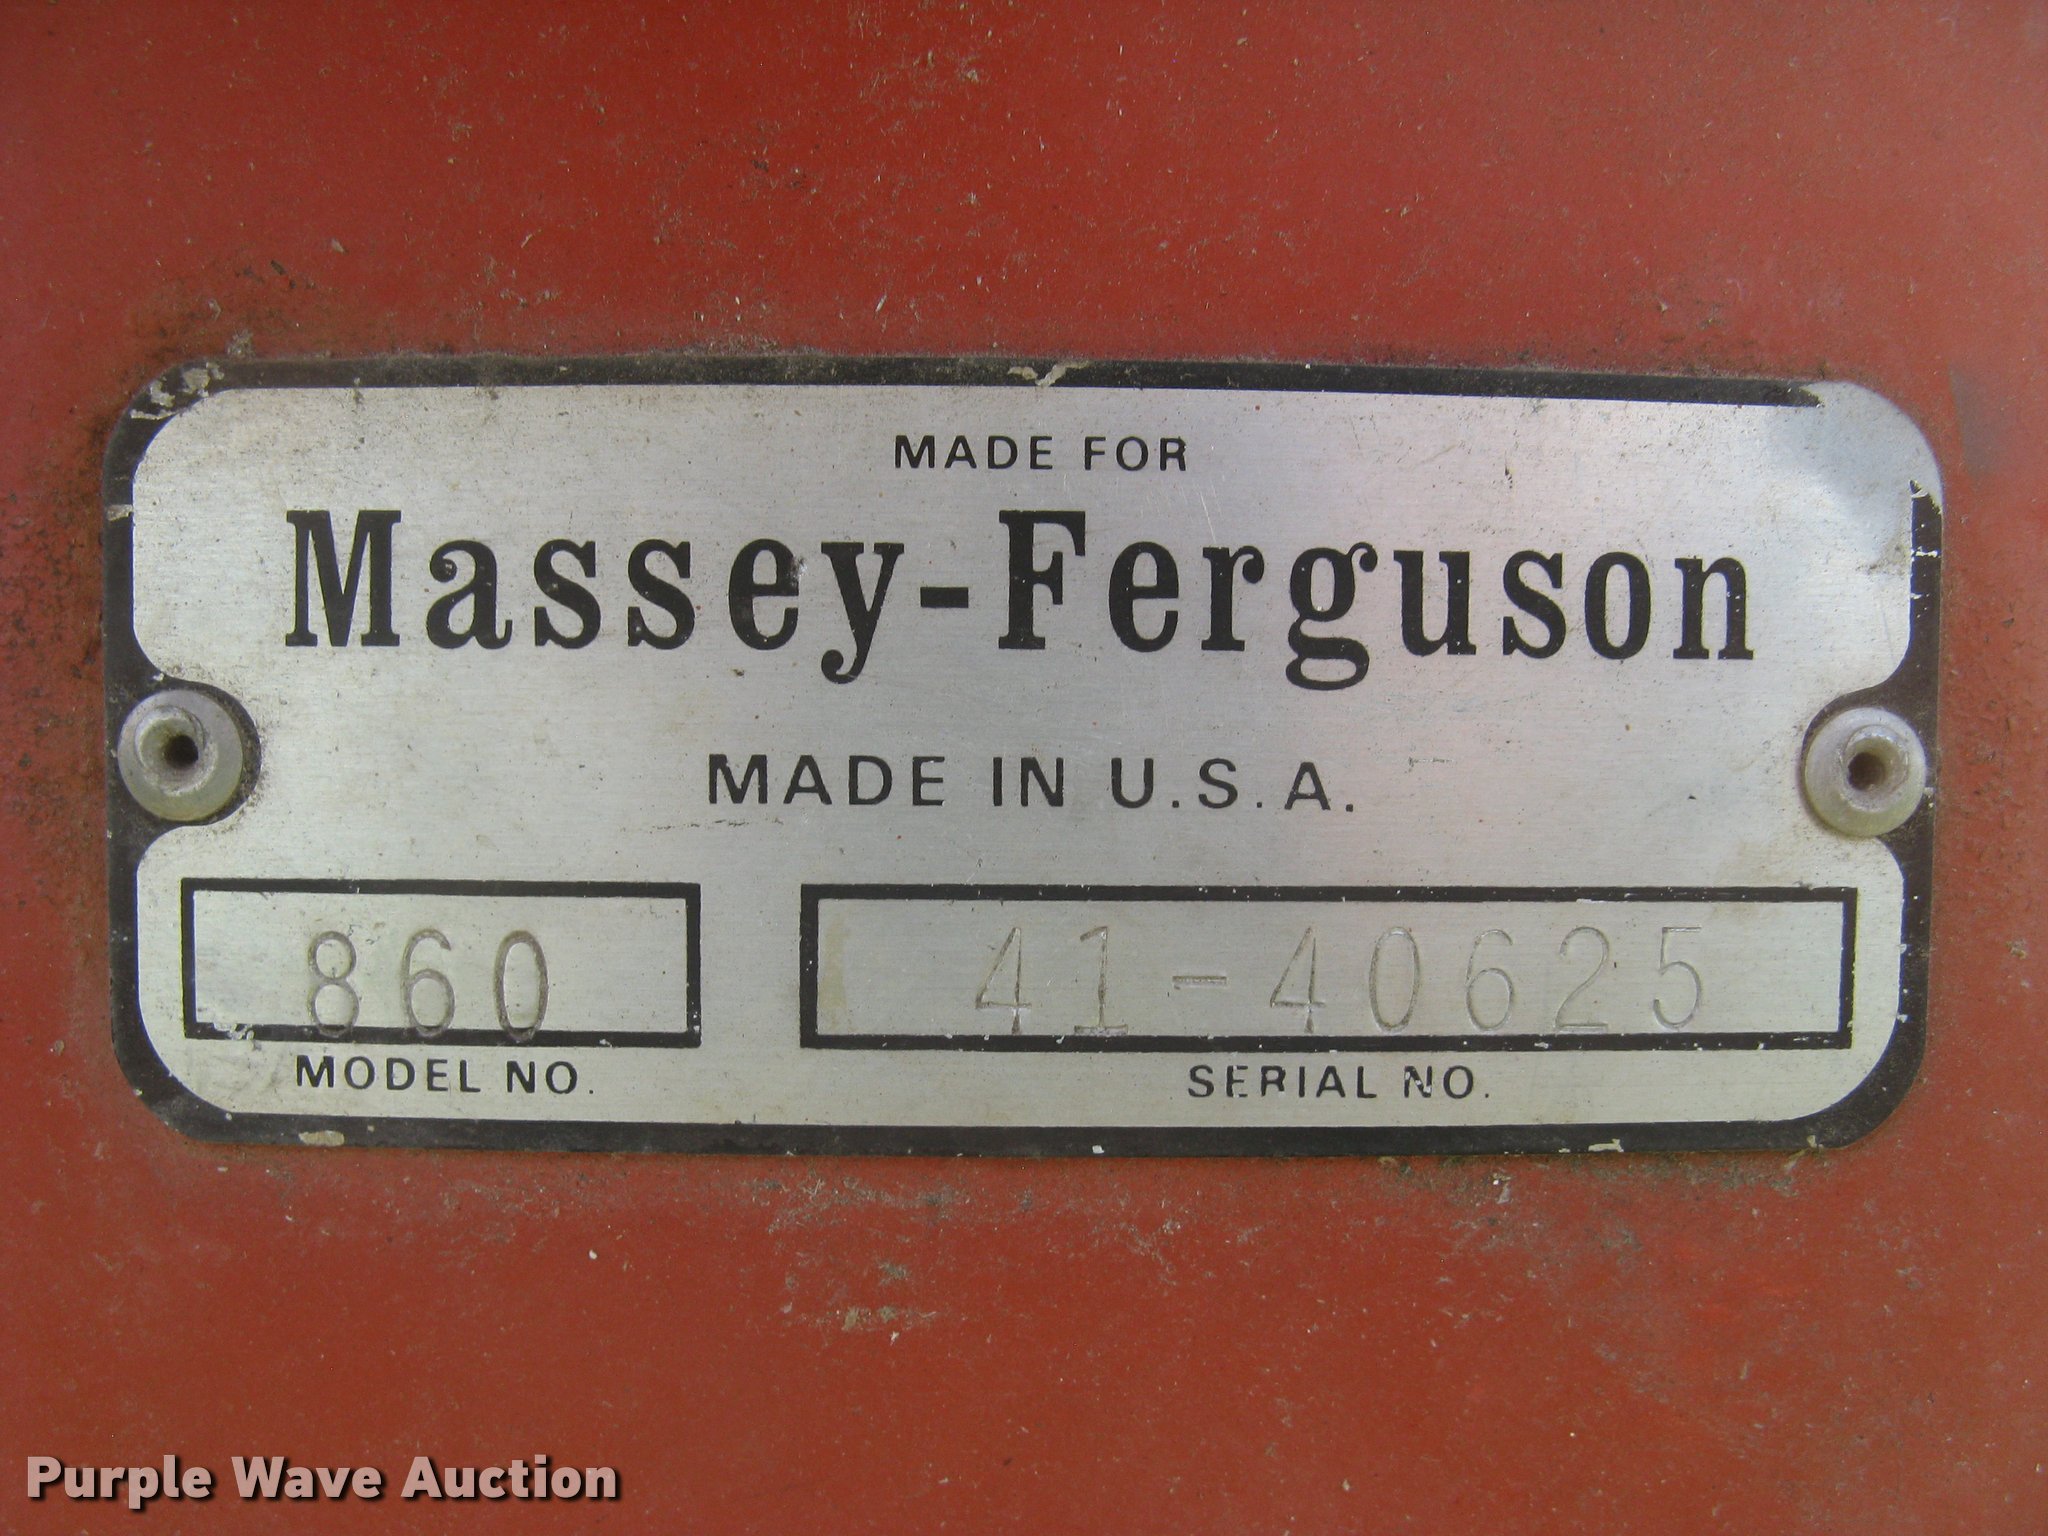 MADE FOR
Massey-Ferguson
MADE IN U.S.A.
860 41-40625
MODEL NO. SERIAL NO.
Purple Wave Auction